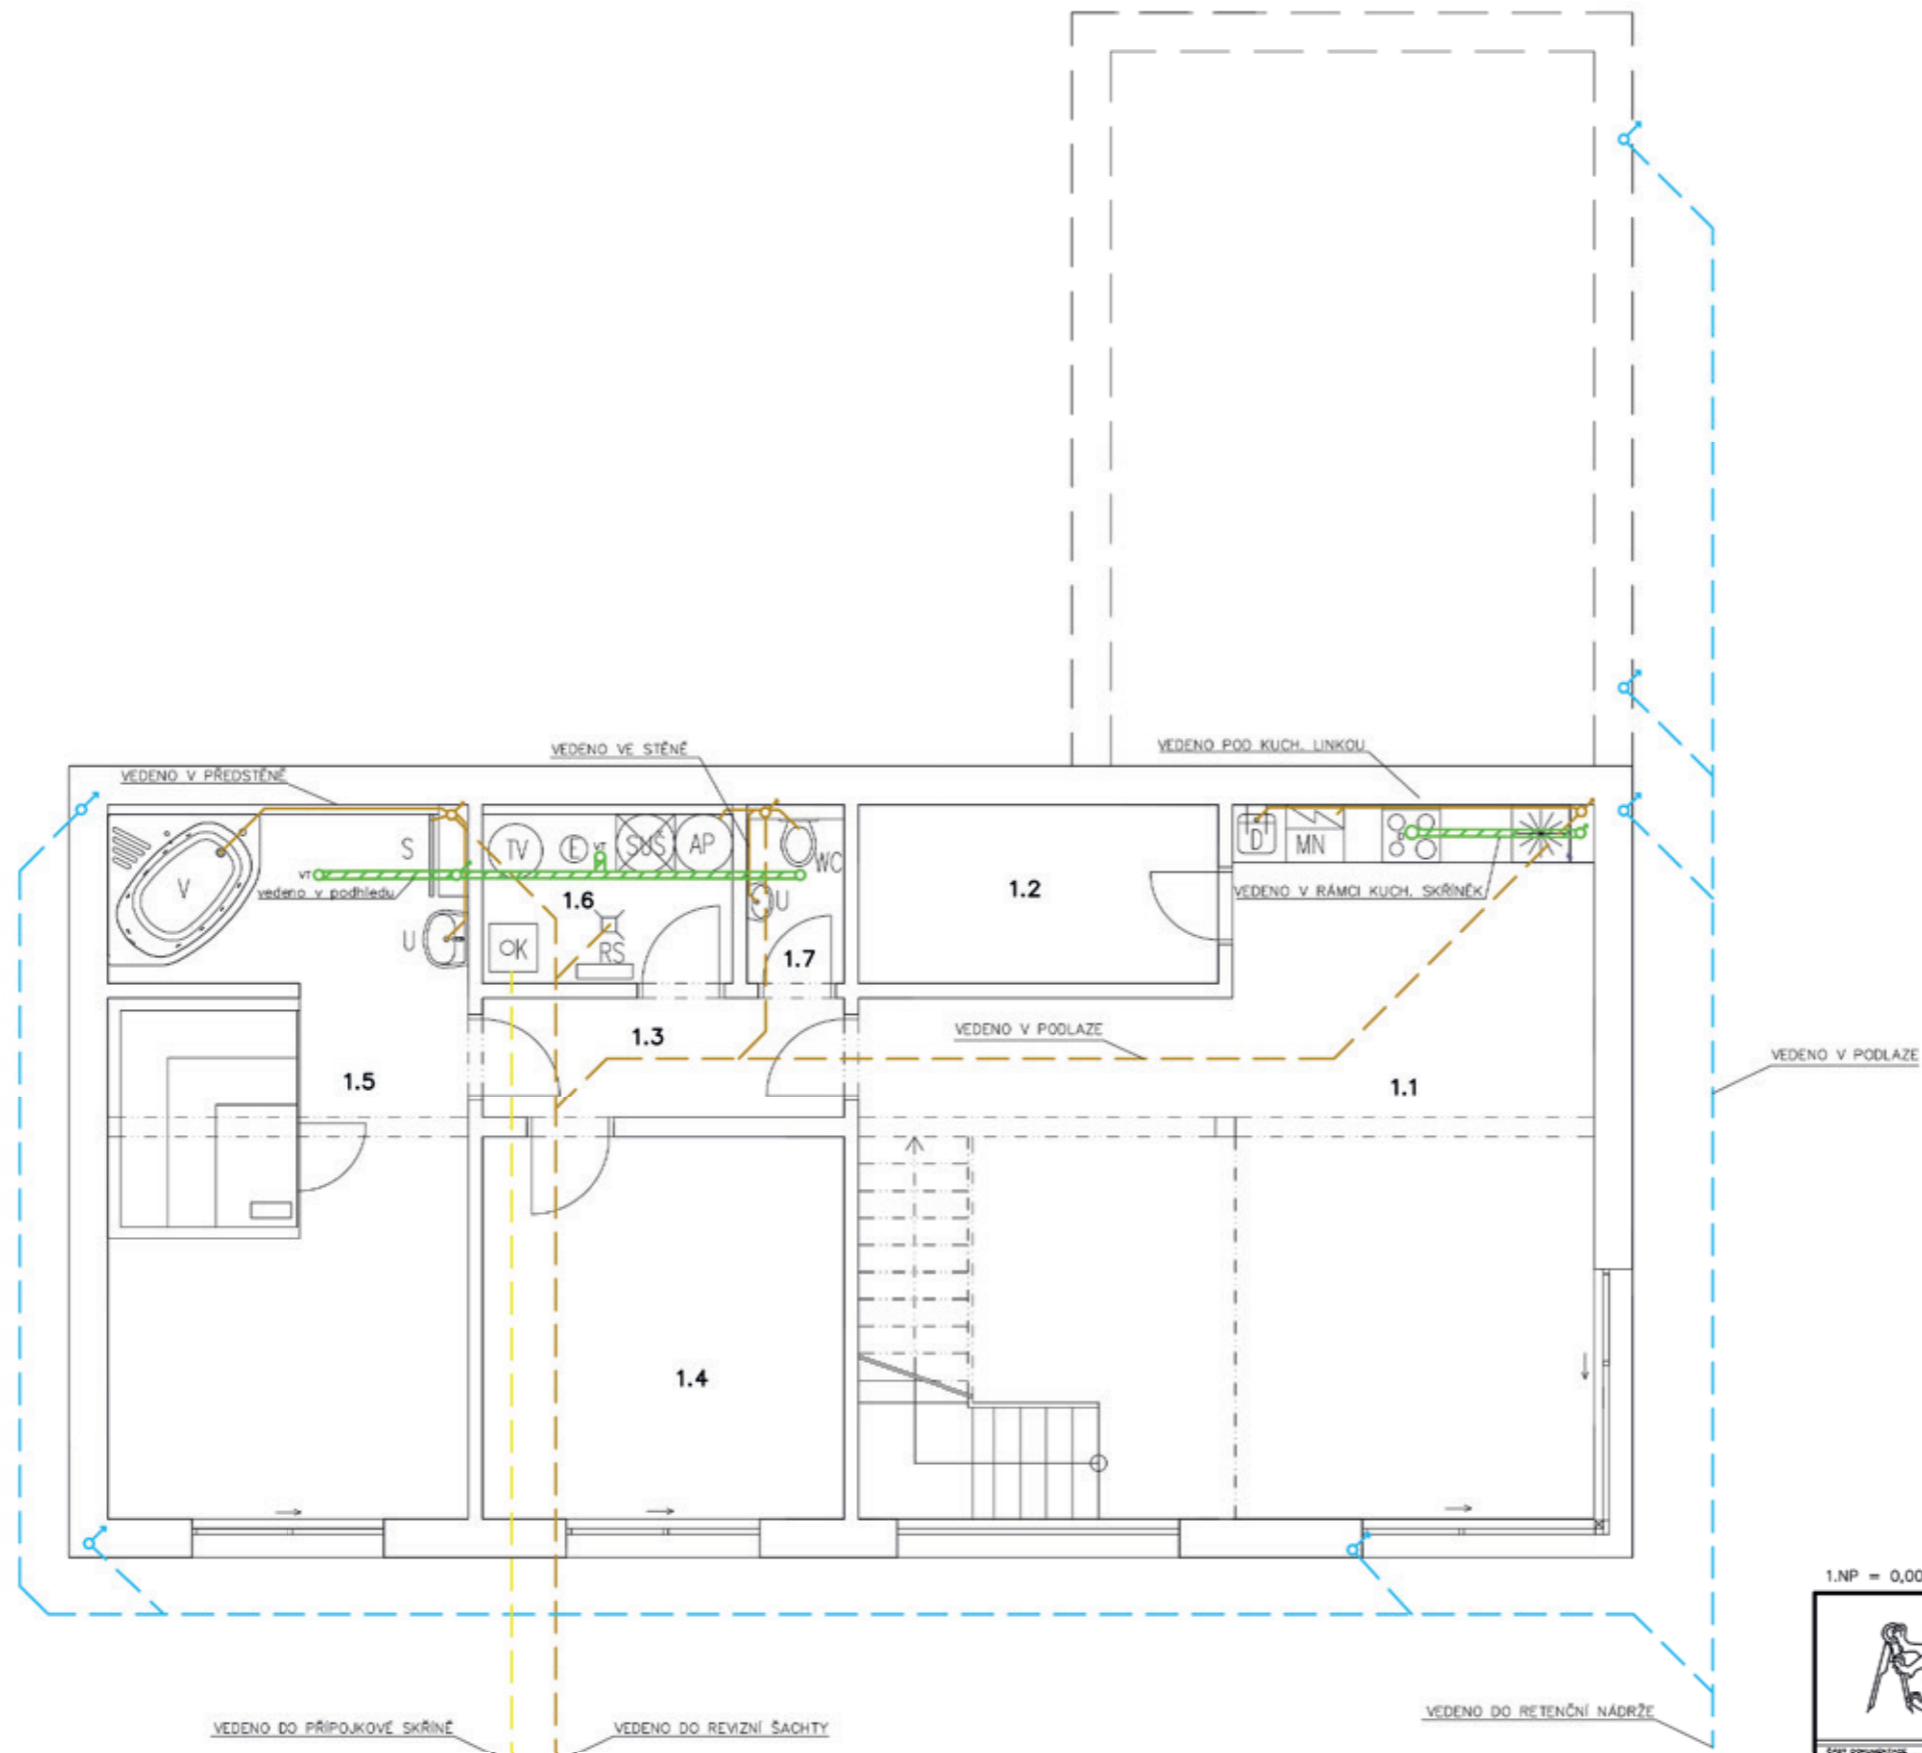 VEDENO VE STĚNĚ
VEDENO POD KUCH. LINKOU
VEDENO V PŘEDSTĚNĚ
TV
E
VT
SUŠ
AP
WC
D
MN
S
V
VT
vedeno v podhledu
1.6
U
1.2
VEDENO V RÁMCI KUCH. SKŘÍNĚK
U
OK
RS
1.7
1.3
VEDENO V PODLAZE
VEDENO V PODLAZE
1.5
1.1
1.4
1.NP = 0,00
VEDENO DO PŘÍPOJKOVÉ SKŘÍNĚ
VEDENO DO REVIZNÍ ŠACHTY
VEDENO DO RETENČNÍ NÁDRŽE